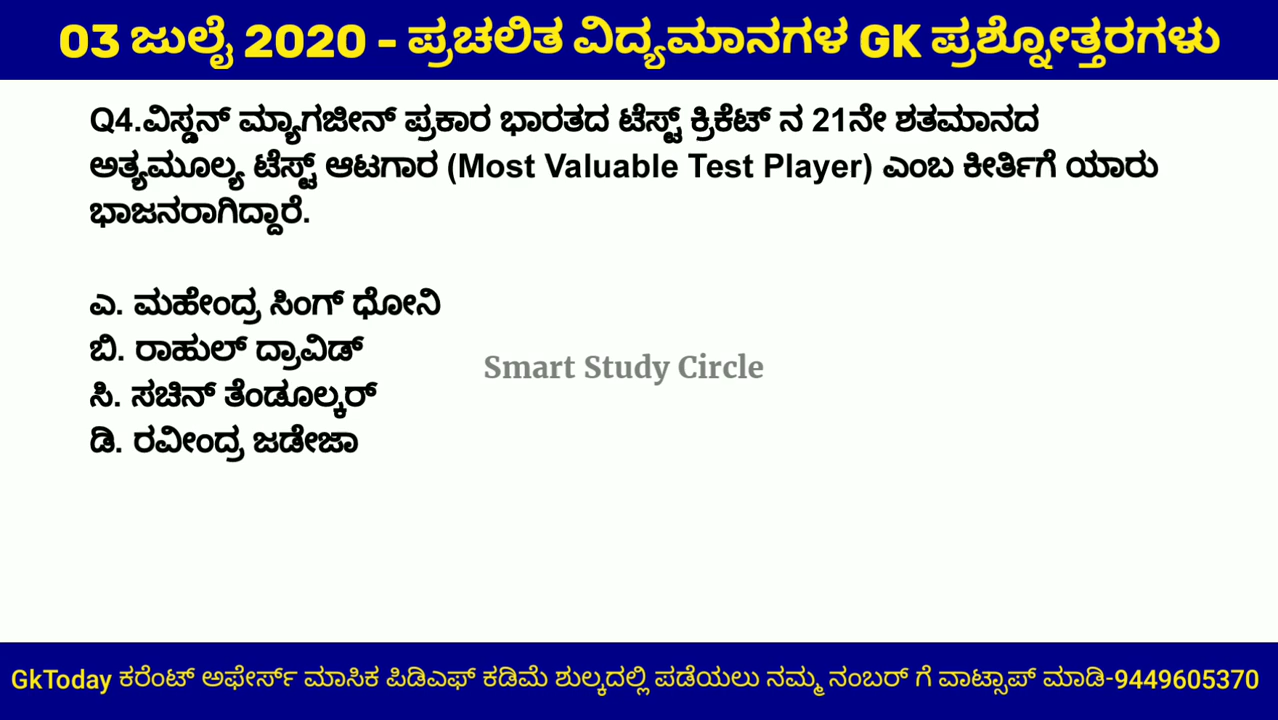 03 ಜುಲೈ 2020 - ಪ್ರಚಲಿತ ವಿದ್ಯಮಾನಗಳ GK ಪ್ರಶ್ನೋತ್ತರಗಳು
Q4.ವಿಸ್ಡನ್ ಮ್ಯಾಗಜೀನ್ ಪ್ರಕಾರ ಭಾರತದ ಟೆಸ್ಟ್ ಕ್ರಿಕೆಟ್ ನ 21ನೇ ಶತಮಾನದ
ಅತ್ಯಮೂಲ್ಯ ಟೆಸ್ಟ್ ಆಟಗಾರ (Most Valuable Test Player) ಎಂಬ ಕೀರ್ತಿಗೆ ಯಾರು
ಭಾಜನರಾಗಿದ್ದಾರೆ.
ಎ. ಮಹೇಂದ್ರ ಸಿಂಗ್ ಧೋನಿ
ಬಿ. ರಾಹುಲ್ ದ್ರಾವಿಡ್
ಸಿ. ಸಚಿನ್ ತೆಂಡೂಲ್ಕರ್
ಡಿ. ರವೀಂದ್ರ ಜಡೇಜಾ
Smart Study Circle
GkToday ಕರೆಂಟ್ ಅಫೇರ್ಸ್ ಮಾಸಿಕ ಪಿಡಿಎಫ್ ಕಡಿಮೆ ಶುಲ್ಕದಲ್ಲಿ ಪಡೆಯಲು ನಮ್ಮ ನಂಬರ್ ಗೆ ವಾಟ್ಸಾಪ್ ಮಾಡಿ-9449605370